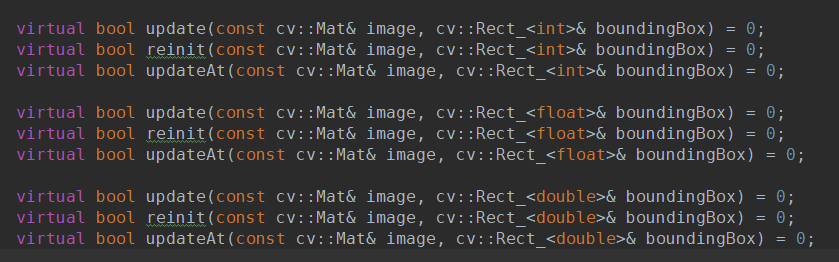 virtual bool update(const cv::Mat& image, cv::Rect_<int>& boundingBox) = 0;
virtual bool reinit(const cv::Mat& image, cv::Rect_<int>& boundingBox) = 0;
virtual bool updateAt(const cv::Mat& image, cv::Rect_<int>& boundingBox) = 0;
virtual bool update(const cv::Mat& image, cv::Rect_<float>& boundingBox) = 0;
virtual bool reinit(const cv::Mat& image, cv::Rect_<float>& boundingBox) = 0;
virtual bool updateAt(const cv::Mat& image, cv::Rect_<float>& boundingBox) = 0;
virtual bool update(const cv::Mat& image, cv::Rect_<double>& boundingBox) = 0;
virtual bool reinit(const cv::Mat& image, cv::Rect_<double>& boundingBox) = 0;
virtual bool updateAt(const cv::Mat& image, cv::Rect_<double>& boundingBox) = 0;